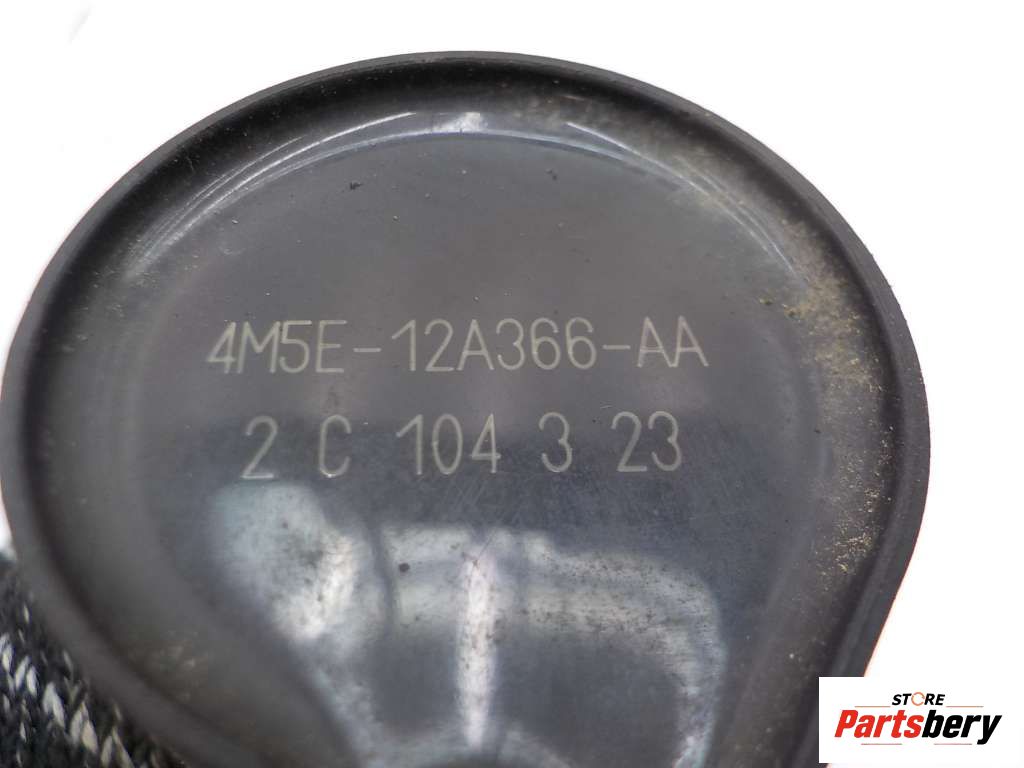 4M5E-12A366-AA
2 C 104 3 23
STORE
Partsbery